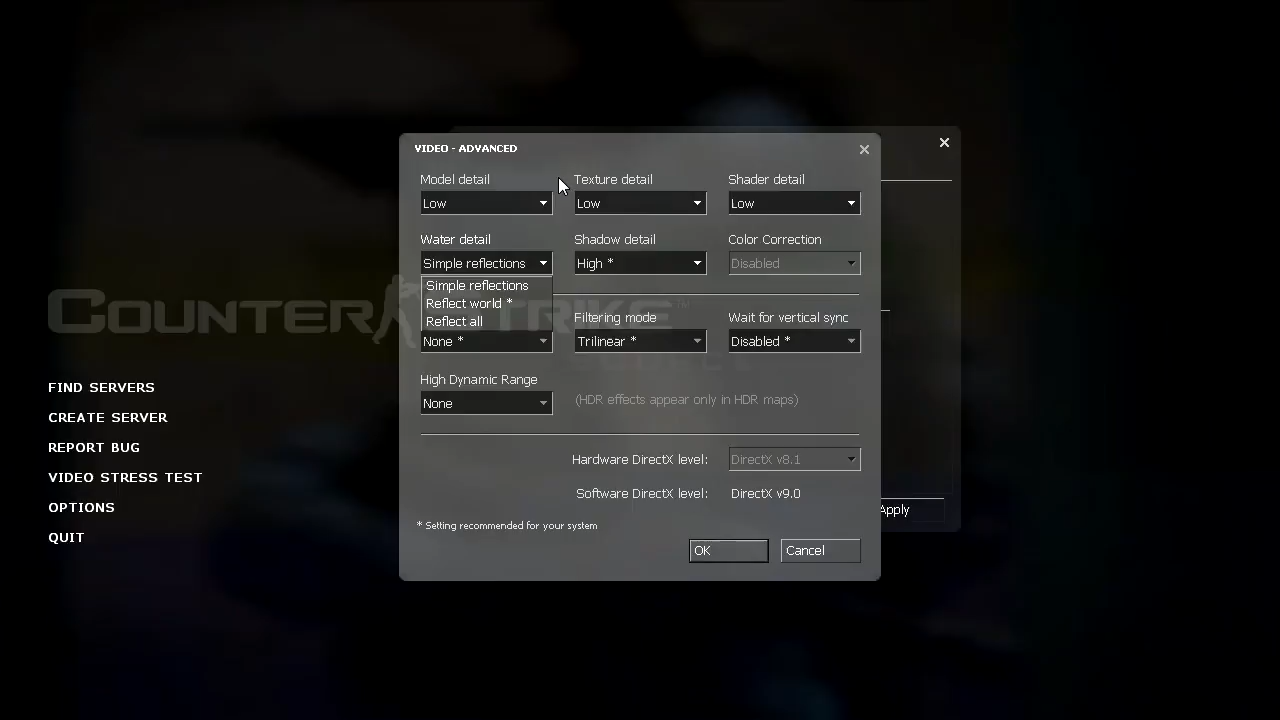 VIDEO - ADVANCED
Model detail
Texture detail
Shader detail
Low
Low
Low
Water detail
Shadow detail
Color Correction
Simple reflections
High *
Disabled
Simple reflections
Reflect world *
Reflect all
COUNTER STRIKE™
Filtering mode
Wait for vertical sync
None *
Trilinear *
Disabled *
High Dynamic Range
None
(HDR effects appear only in HDR maps)
FIND SERVERS
CREATE SERVER
REPORT BUG
VIDEO STRESS TEST
OPTIONS
QUIT
Hardware DirectX level:
DirectX v8.1
Software DirectX level:
DirectX v9.0
* Setting recommended for your system
OK
Cancel
Apply